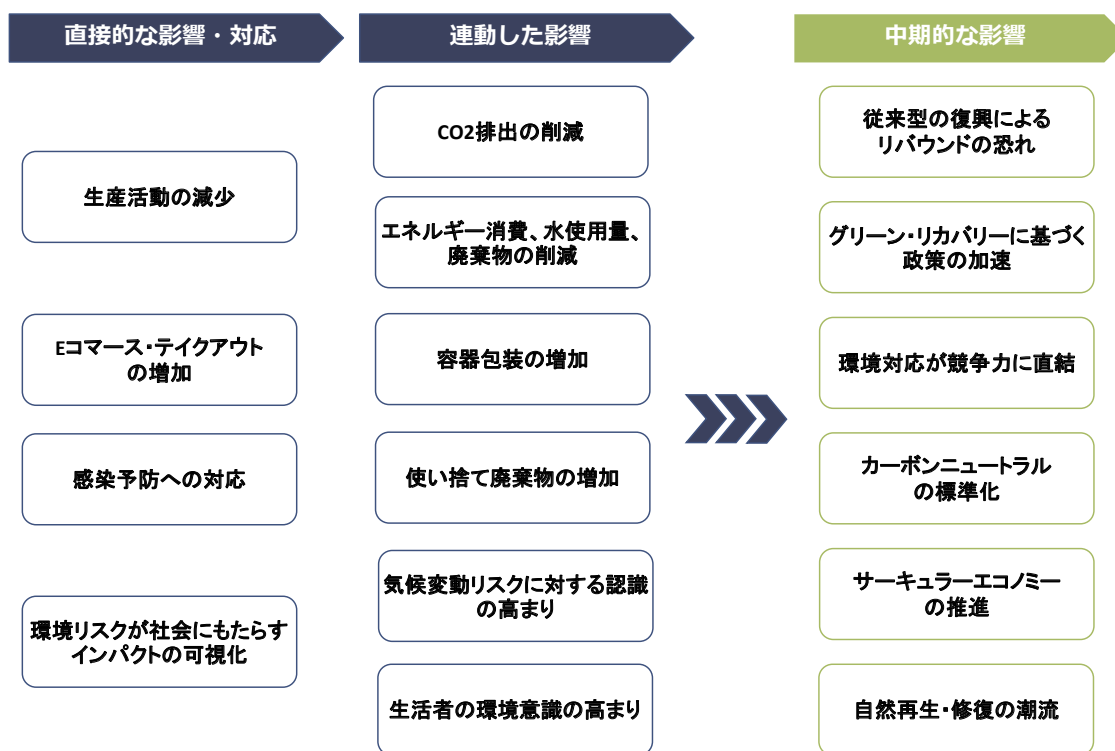 直接的な影響・対応
連動した影響
中期的な影響
生産活動の減少
Eコマース・テイクアウト
の増加
感染予防への対応
環境リスクが社会にもたらす
インパクトの可視化
CO2排出の削減
エネルギー消費、水使用量、
廃棄物の削減
容器包装の増加
使い捨て廃棄物の増加
気候変動リスクに対する認識
の高まり
生活者の環境意識の高まり
従来型の復興による
リバウンドの恐れ
グリーン・リカバリーに基づく
政策の加速
環境対応が競争力に直結
カーボンニュートラル
の標準化
サーキュラーエコノミー
の推進
自然再生・修復の潮流